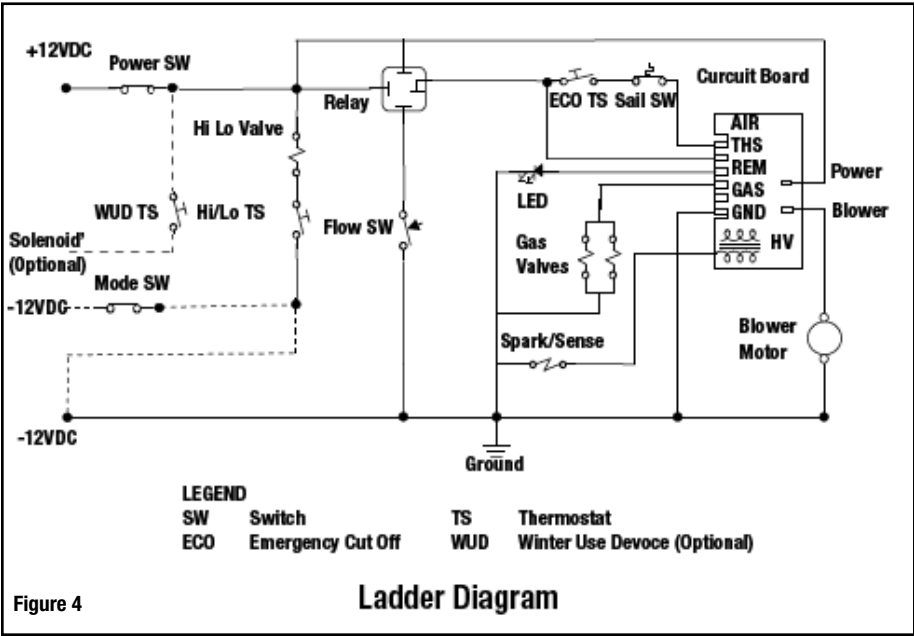 +12VDC
Power SW
Relay
ECO TS Sail SW
Curcuit Board
AIR
THS
REM
GAS
GND
HV
Power
Blower
Hi Lo Valve
WUD TS
Hi/Lo TS
Flow SW
LED
Gas
Valves
Solenoid'
(Optional)
Mode SW
-12VDC
Spark/Sense
Blower
Motor
-12VDC
Ground
LEGEND
SW Switch TS Thermostat
ECO Emergency Cut Off WUD Winter Use Devoce (Optional)
Figure 4
Ladder Diagram